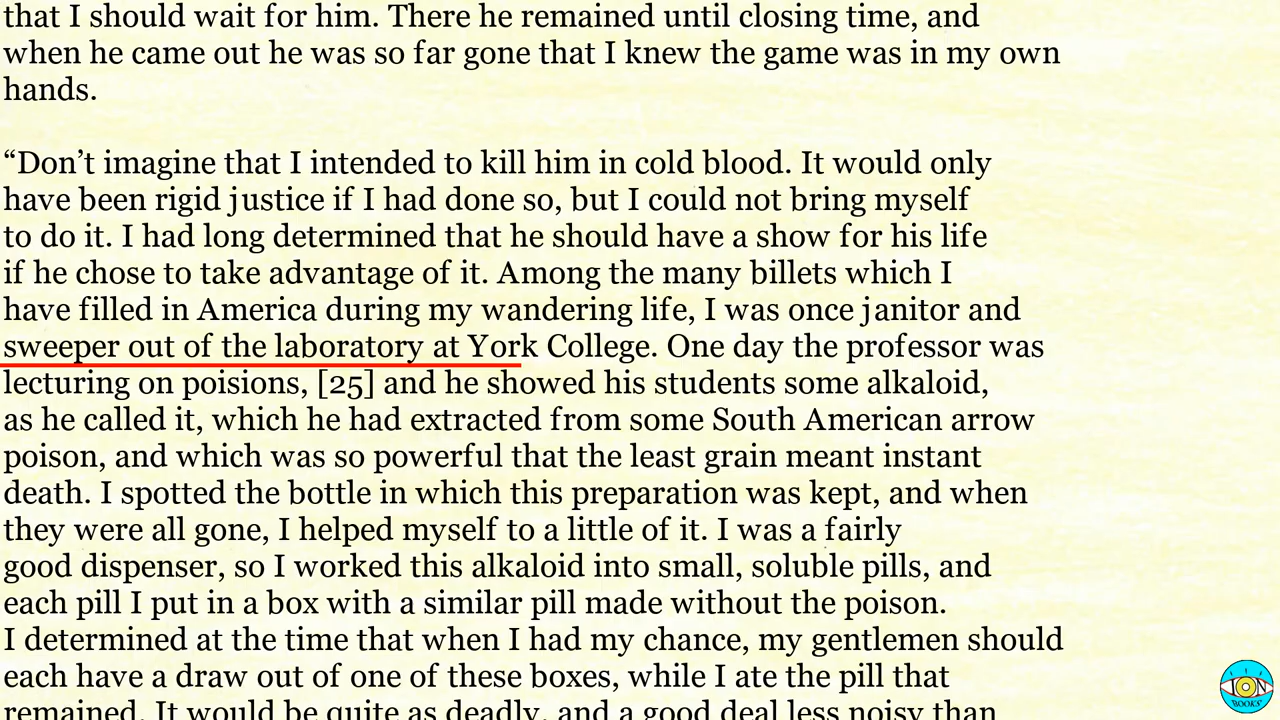 that I should wait for him. There he remained until closing time, and
when he came out he was so far gone that I knew the game was in my own
hands.
“Don’t imagine that I intended to kill him in cold blood. It would only
have been rigid justice if I had done so, but I could not bring myself
to do it. I had long determined that he should have a show for his life
if he chose to take advantage of it. Among the many billets which I
have filled in America during my wandering life, I was once janitor and
sweeper out of the laboratory at York College. One day the professor was
lecturing on poisions, [25] and he showed his students some alkaloid,
as he called it, which he had extracted from some South American arrow
poison, and which was so powerful that the least grain meant instant
death. I spotted the bottle in which this preparation was kept, and when
they were all gone, I helped myself to a little of it. I was a fairly
good dispenser, so I worked this alkaloid into small, soluble pills, and
each pill I put in a box with a similar pill made without the poison.
I determined at the time that when I had my chance, my gentlemen should
each have a draw out of one of these boxes, while I ate the pill that
remained. It would be quite as deadly, and a good deal less noisy than
ION
BOOKS